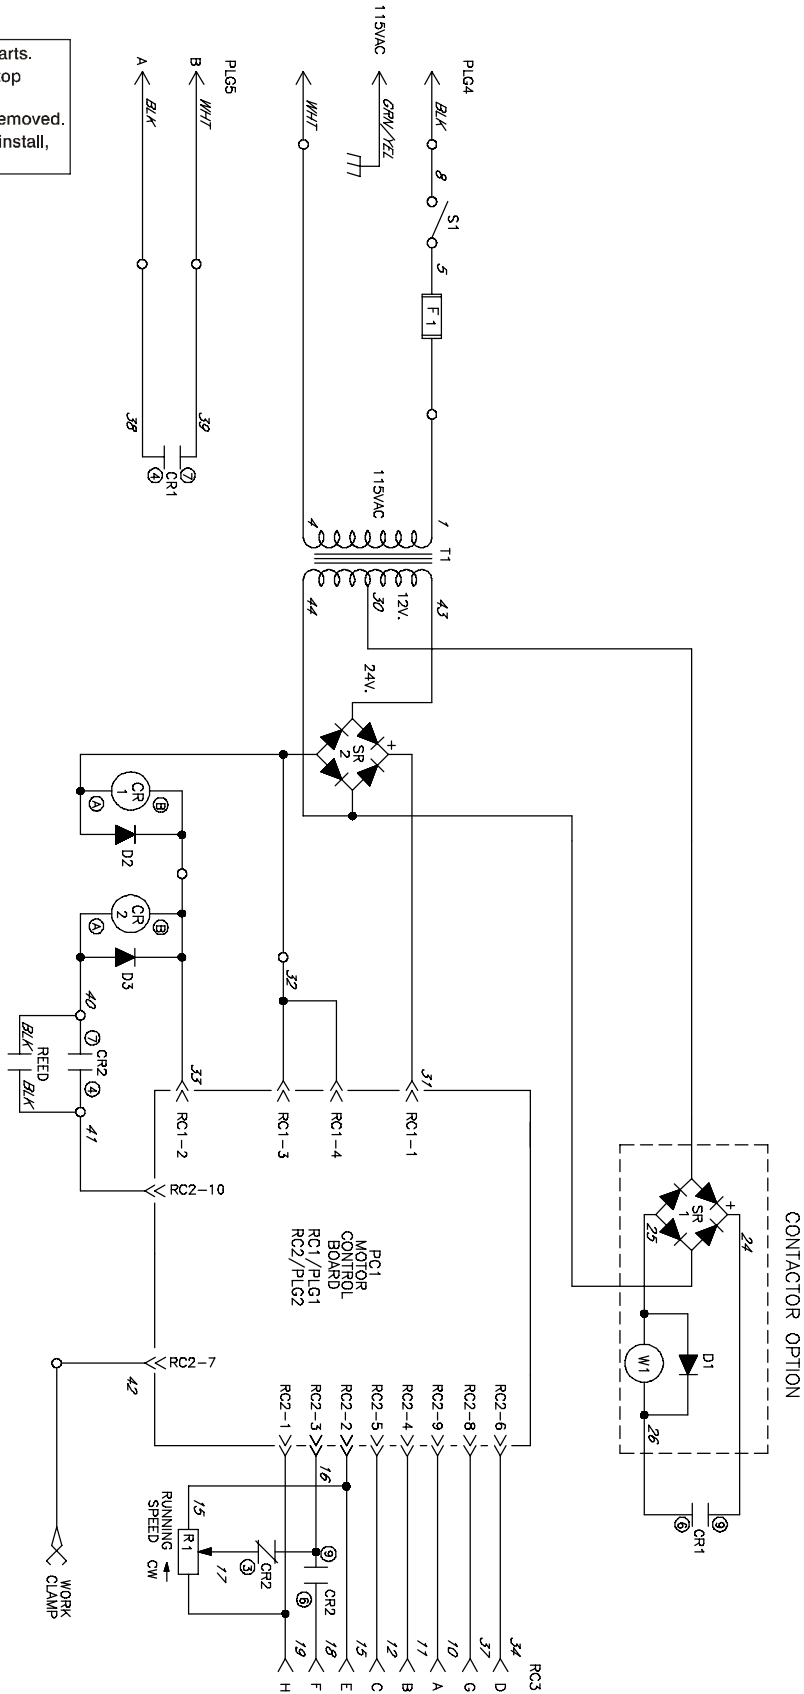 arts.
top
emoved.
install,
PLG5
B
A
WHT
BLK
39
38
7
4
CR1
PLG4
115VAC
BLK
GRN/YEL
WHT
8
S1
5
F1
1
115VAC
4
T1
43
12V.
30
44
24V.
+
SR
2
CR
1
B
A
D2
CR
2
B
A
D3
40
7
CR2
4
BLK
REED
BLK
41
32
31
33
RC1-1
RC1-4
RC1-3
RC1-2
RC2-10
RC2-7
42
PC1
MOTOR
CONTROL
BOARD
RC1/PLG1
RC2/PLG2
RC2-6
RC2-8
RC2-9
RC2-4
RC2-5
RC2-2
RC2-3
RC2-1
CONTACTOR OPTION
+
SR
1
24
25
D1
W1
26
9
6
CR1
16
15
R1
RUNNING
SPEED CW
17
3
CR2
9
6
CR2
WORK
CLAMP
RC3
34
37
10
11
12
15
18
19
D
G
A
B
C
E
F
H